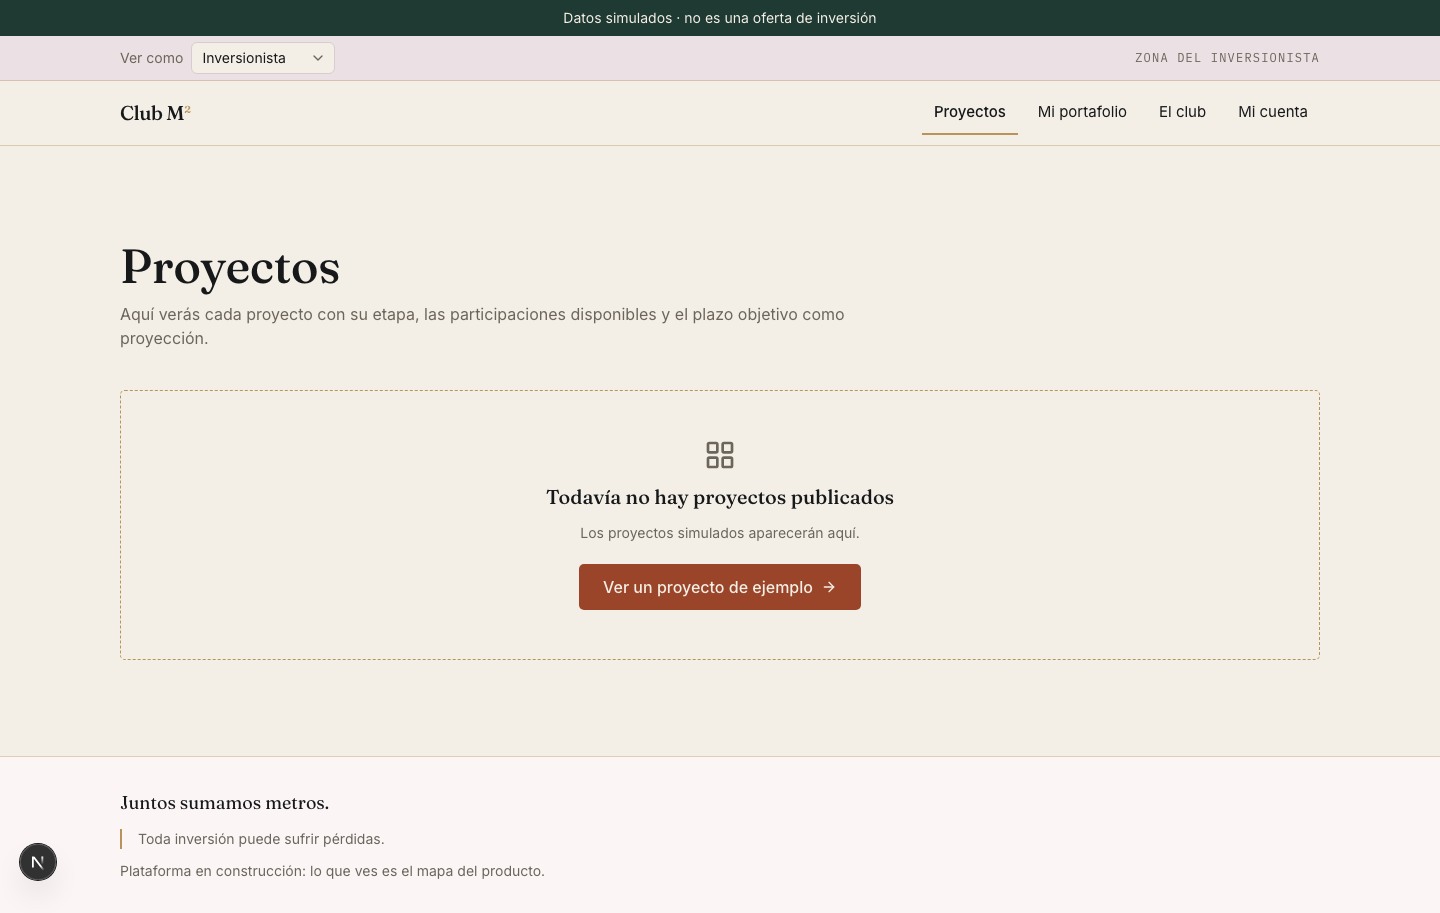 Datos simulados · no es una oferta de inversión
Ver como
Inversionista
ZONA DEL INVERSIONISTA
Club M²
Proyectos
Mi portafolio
El club
Mi cuenta
Proyectos
Aquí verás cada proyecto con su etapa, las participaciones disponibles y el plazo objetivo como
proyección.
Todavía no hay proyectos publicados
Los proyectos simulados aparecerán aquí.
Ver un proyecto de ejemplo →
Juntos sumamos metros.
Toda inversión puede sufrir pérdidas.
Plataforma en construcción: lo que ves es el mapa del producto.
N